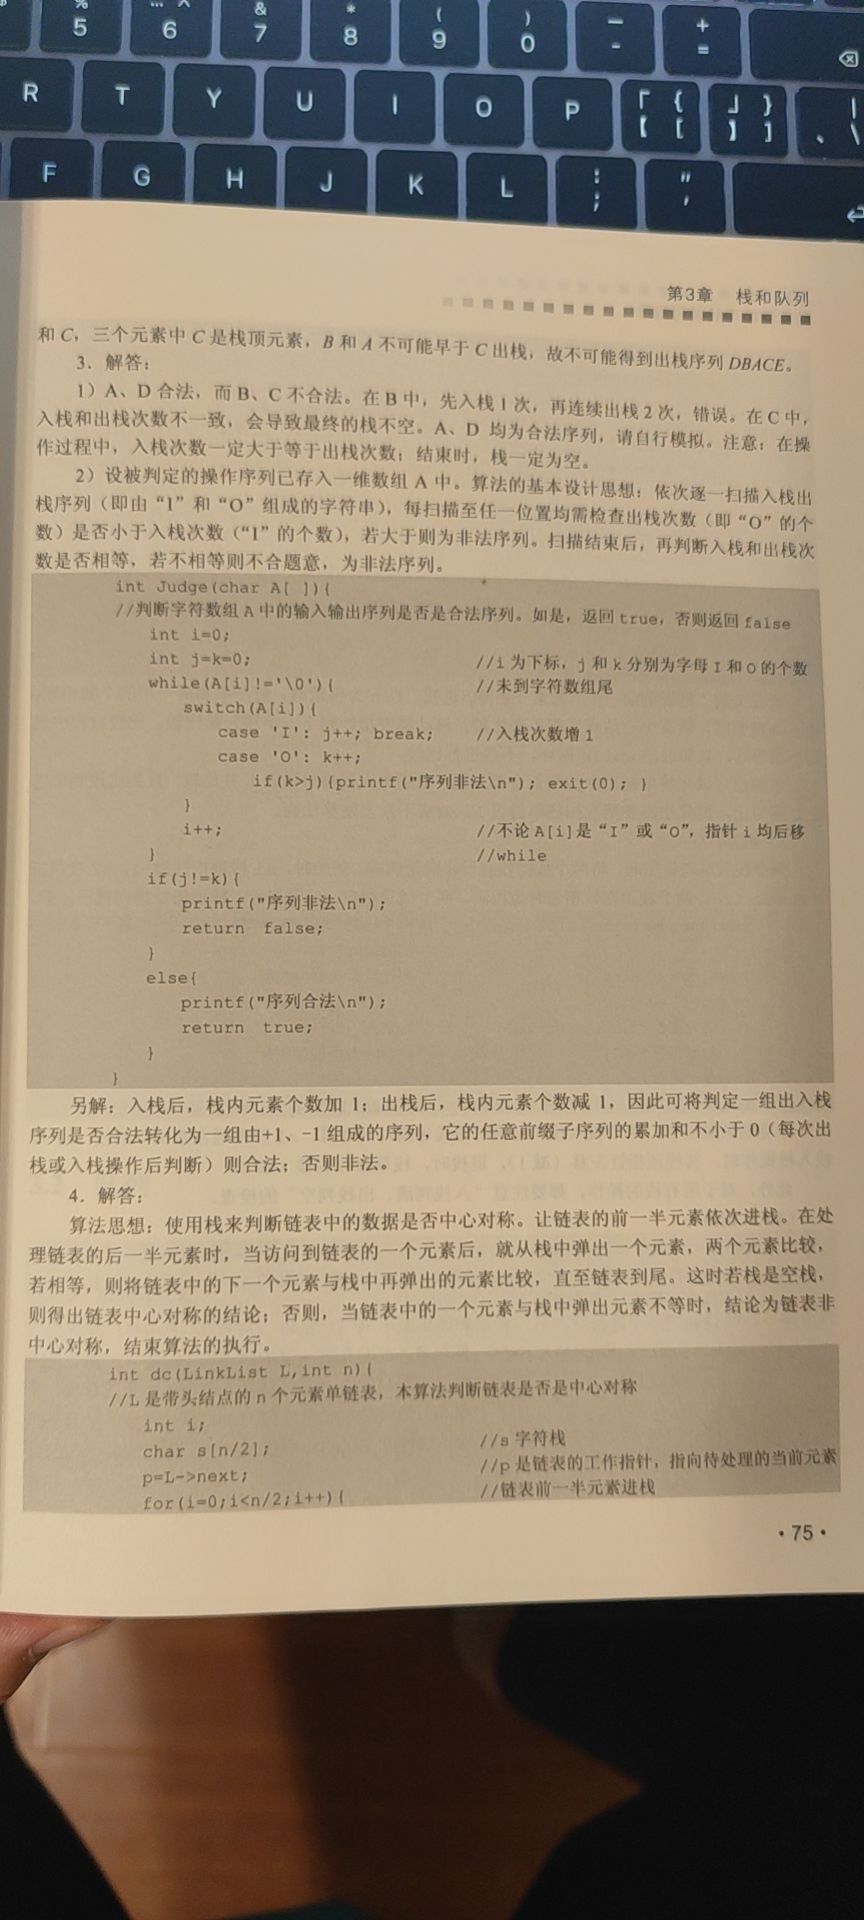 % 5
… ^ 6
& 7
* 8
( 9
) 0
— -
+ =
R T Y U I O P 「 { 【 [ 」 } 】 ] | 、 \
F G H J K L : ; " '
第3章 栈和队列
和 C，三个元素中 C 是栈顶元素，B 和 A 不可能早于 C 出栈，故不可能得到出栈序列 DBACE。
3．解答：
1）A、D 合法，而 B、C 不合法。在 B 中，先入栈 1 次，再连续出栈 2 次，错误。在 C 中，
入栈和出栈次数不一致，会导致最终的栈不空。A、D 均为合法序列，请自行模拟。注意：在操
作过程中，入栈次数一定大于等于出栈次数；结束时，栈一定为空。
2）设被判定的操作序列已存入一维数组 A 中。算法的基本设计思想：依次逐一扫描入栈出
栈序列（即由“I”和“O”组成的字符串），每扫描至任一位置均需检查出栈次数（即“O”的个
数）是否小于入栈次数（“I”的个数），若大于则为非法序列。扫描结束后，再判断入栈和出栈次
数是否相等，若不相等则不合题意，为非法序列。
int Judge(char A[ ]){
//判断字符数组 A 中的输入输出序列是否是合法序列。如是，返回 true，否则返回 false
int i=0;
int j=k=0; //i 为下标，j 和 k 分别为字母 I 和 O 的个数
while(A[i]!='\0'){ //未到字符数组尾
switch(A[i]){
case 'I': j++; break; //入栈次数增 1
case 'O': k++;
if(k>j){printf("序列非法\n"); exit(0); }
}
i++; //不论 A[i]是“I”或“O”，指针 i 均后移
} //while
if(j!=k){
printf("序列非法\n");
return false;
}
else{
printf("序列合法\n");
return true;
}
}
另解：入栈后，栈内元素个数加 1；出栈后，栈内元素个数减 1，因此可将判定一组出入栈
序列是否合法转化为一组由+1、-1 组成的序列，它的任意前缀子序列的累加和不小于 0（每次出
栈或入栈操作后判断）则合法；否则非法。
4．解答：
算法思想：使用栈来判断链表中的数据是否中心对称。让链表的前一半元素依次进栈。在处
理链表的后一半元素时，当访问到链表的一个元素后，就从栈中弹出一个元素，两个元素比较，
若相等，则将链表中的下一个元素与栈中再弹出的元素比较，直至链表到尾。这时若栈是空栈，
则得出链表中心对称的结论；否则，当链表中的一个元素与栈中弹出元素不等时，结论为链表非
中心对称，结束算法的执行。
int dc(LinkList L,int n){
//L 是带头结点的 n 个元素单链表，本算法判断链表是否是中心对称
int i;
char s[n/2]; //s 字符栈
p=L->next; //p 是链表的工作指针，指向待处理的当前元素
for(i=0;i<n/2;i++){ //链表前一半元素进栈
·75·